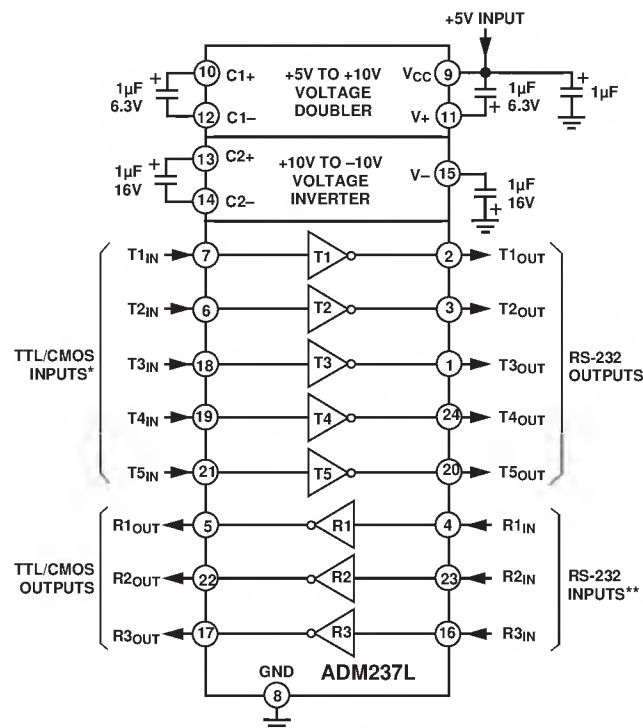 +5V INPUT
10 C1+ +5V TO +10V VCC 9
1µF + VOLTAGE + 1µF + 1µF
6.3V DOUBLER 6.3V
12 C1– V+ 11
13 C2+ +10V TO –10V
1µF + VOLTAGE V– 15
16V INVERTER 1µF
14 C2– + 16V
T1IN 7 T1 2 T1OUT
T2IN 6 T2 3 T2OUT
TTL/CMOS RS-232
INPUTS* T3IN 18 T3 1 T3OUT OUTPUTS
T4IN 19 T4 24 T4OUT
T5IN 21 T5 20 T5OUT
R1OUT 5 R1 4 R1IN
TTL/CMOS RS-232
OUTPUTS R2OUT 22 R2 23 R2IN INPUTS**
R3OUT 17 R3 16 R3IN
GND ADM237L
8